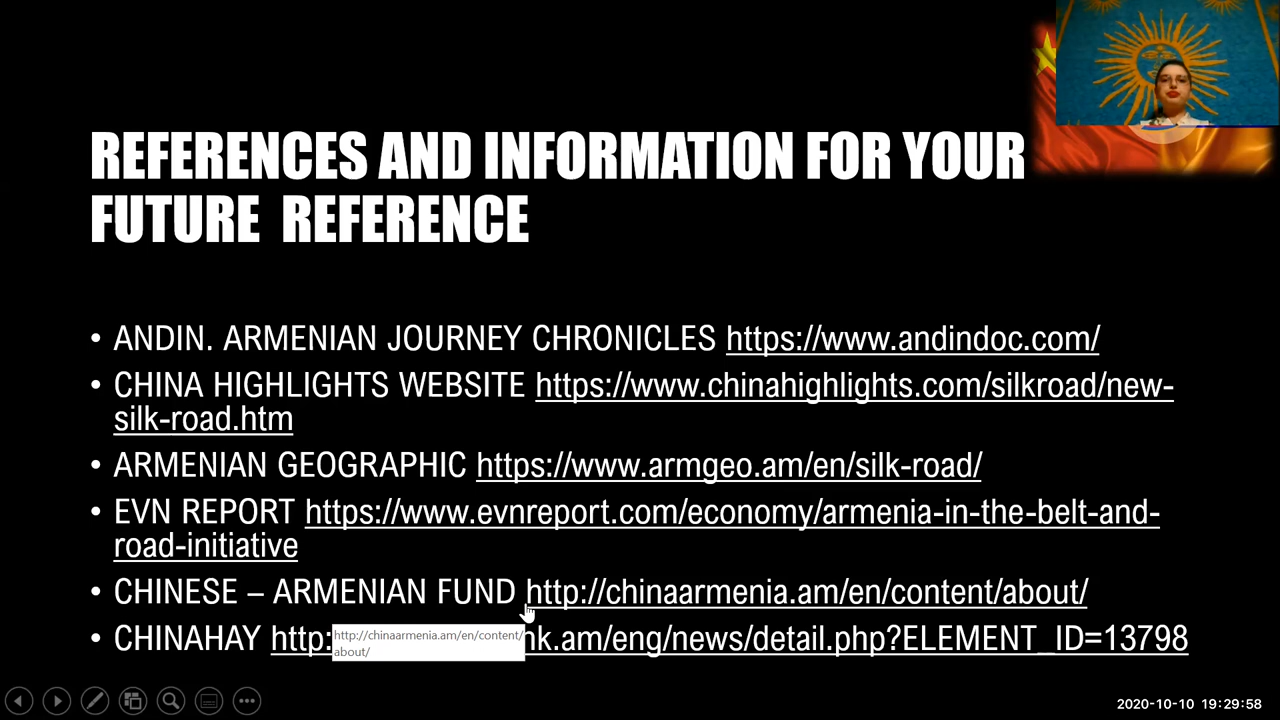 REFERENCES AND INFORMATION FOR YOUR
FUTURE REFERENCE
• ANDIN. ARMENIAN JOURNEY CHRONICLES https://www.andindoc.com/
• CHINA HIGHLIGHTS WEBSITE https://www.chinahighlights.com/silkroad/new-
silk-road.htm
• ARMENIAN GEOGRAPHIC https://www.armgeo.am/en/silk-road/
• EVN REPORT https://www.evnreport.com/economy/armenia-in-the-belt-and-
road-initiative
• CHINESE – ARMENIAN FUND http://chinaarmenia.am/en/content/about/
• CHINAHAY http: nk.am/eng/news/detail.php?ELEMENT_ID=13798
http://chinaarmenia.am/en/content/
about/
2020-10-10 19:29:58